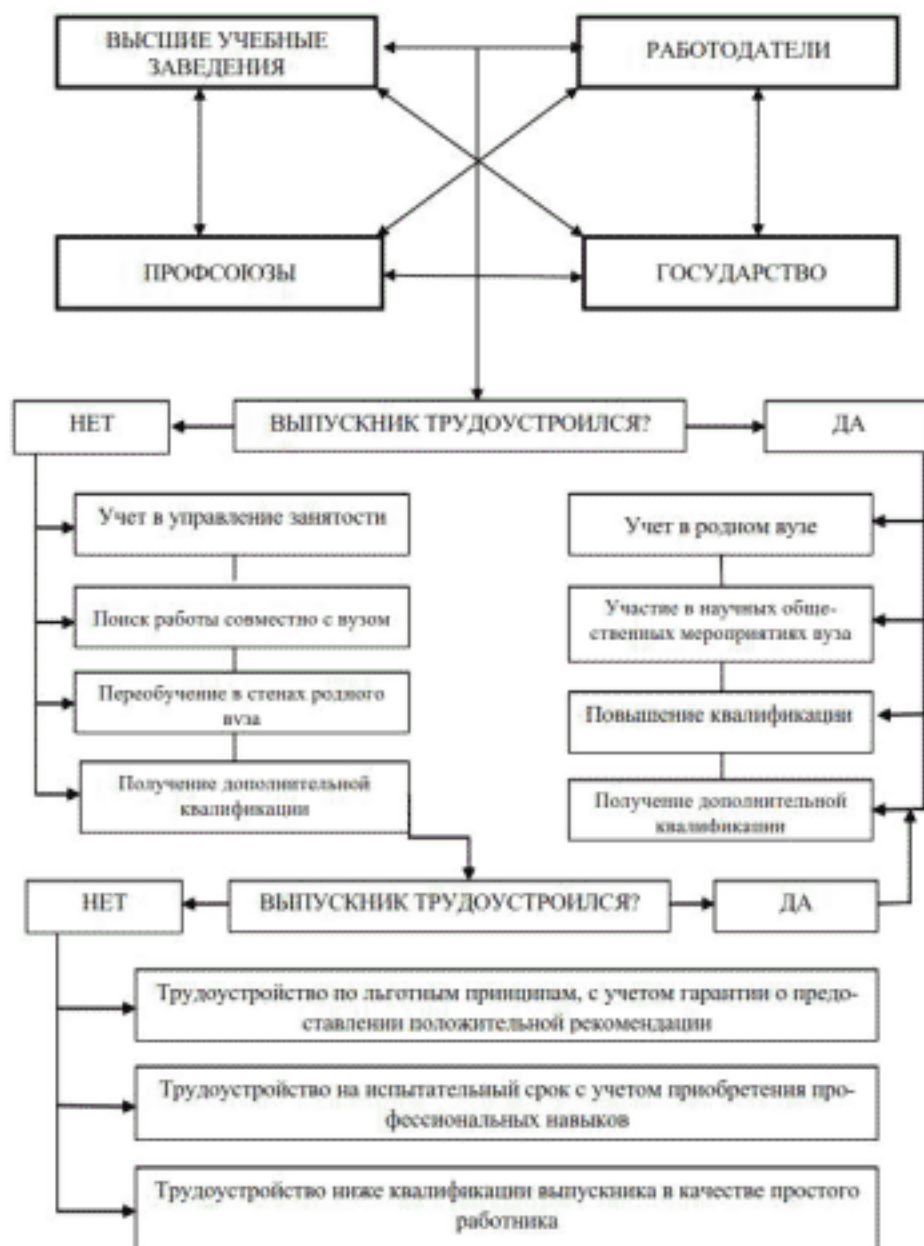 ВЫСШИЕ УЧЕБНЫЕ
ЗАВЕДЕНИЯ
РАБОТОДАТЕЛИ
ПРОФСОЮЗЫ
ГОСУДАРСТВО
НЕТ
ВЫПУСКНИК ТРУДОУСТРОИЛСЯ?
ДА
Учет в управление занятости
Поиск работы совместно с вузом
Переобучение в стенах родного
вуза
Получение дополнительной
квалификации
Учет в родном вузе
Участие в научных обще-
ственных мероприятиях вуза
Повышение квалификации
Получение дополнительной
квалификации
НЕТ
ВЫПУСКНИК ТРУДОУСТРОИЛСЯ?
ДА
Трудоустройство по льготным принципам, с учетом гарантии о предо-
ставлении положительной рекомендации
Трудоустройство на испытательный срок с учетом приобретения про-
фессиональных навыков
Трудоустройство ниже квалификации выпускника в качестве простого
работника